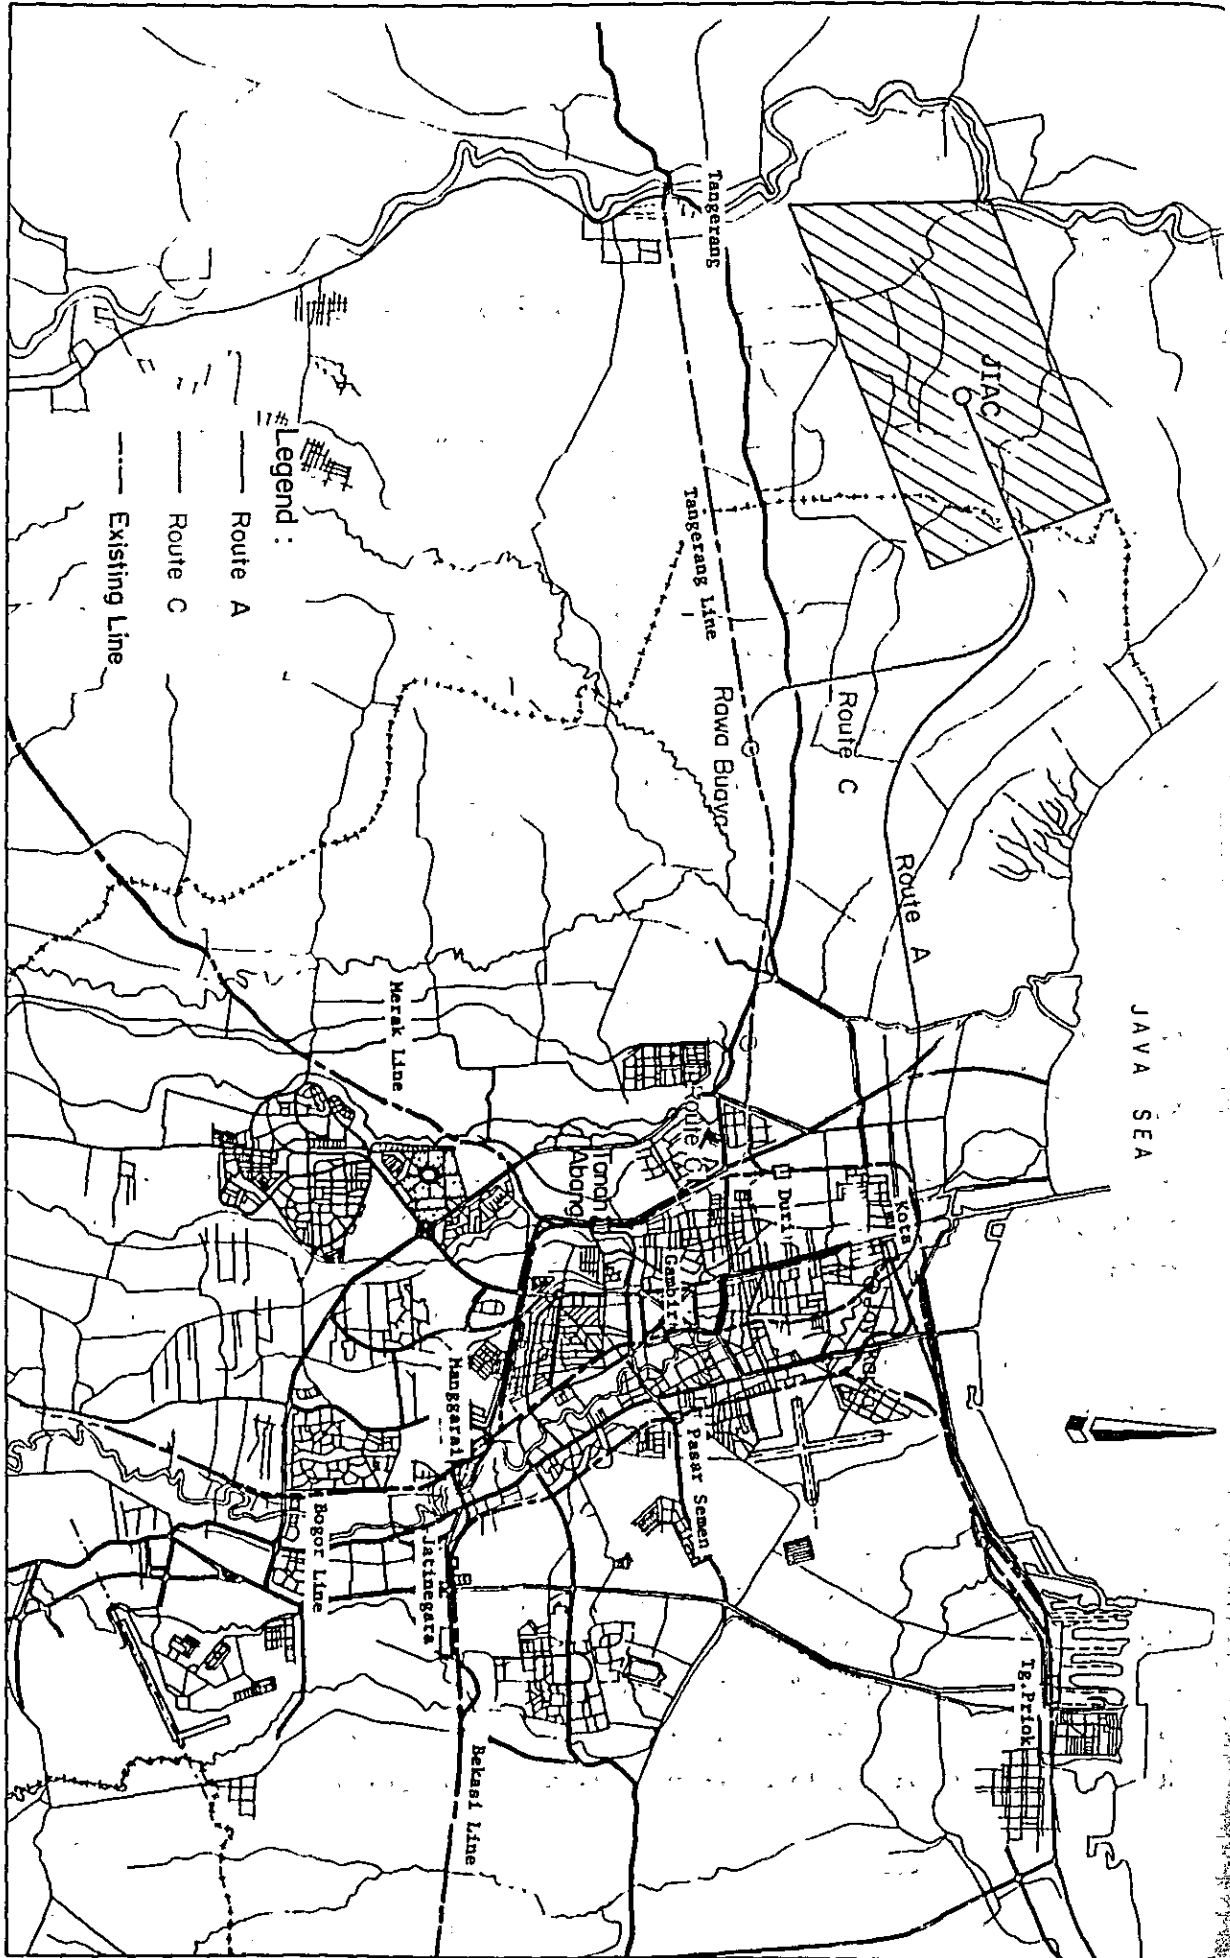 JAVA SEA
JIAC
Tangerang
Tangerang Line
Rawa Buaya
Route C
Route A
Kota
Duri
Tanah
Abang
Gambir
Merak Line
Pasar Semen
Manggarai
Jatinegara
Bogor Line
Bekasi Line
Tg.Priok
Legend :
Route A
Route C
Existing Line